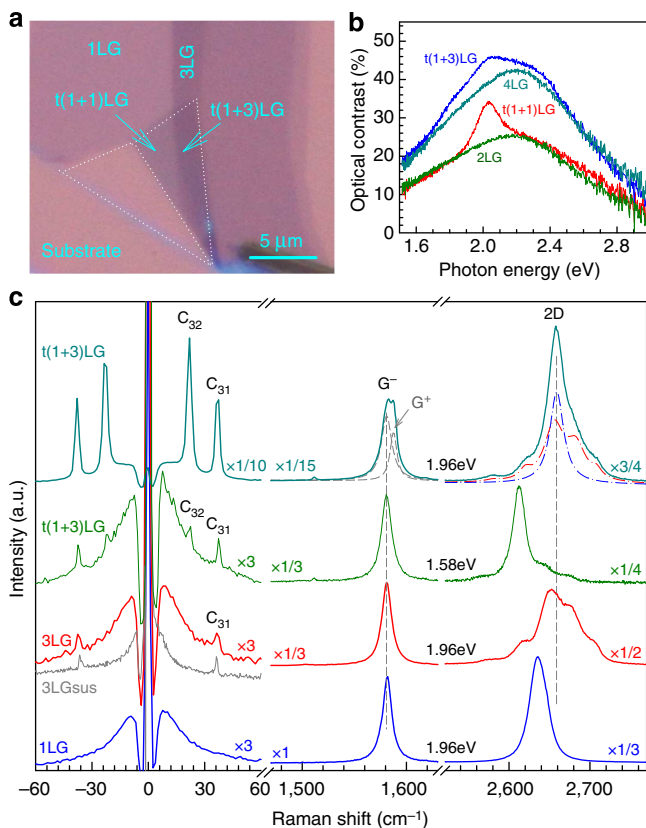 a
1LG
3LG
t(1+1)LG
t(1+3)LG
Substrate
5 μm
b
Optical contrast (%)
50
40
30
20
10
0
t(1+3)LG
4LG
t(1+1)LG
2LG
1.6 2.0 2.4 2.8
Photon energy (eV)
c
Intensity (a.u.)
t(1+3)LG
C32
C31
×1/10
G−
G+
×1/15
1.96eV
2D
×3/4
t(1+3)LG
C32
C31
×3
×1/3
1.58eV
×1/4
3LG
C31
×3
×1/3
1.96eV
×1/2
3LGsus
1LG
×3
×1
1.96eV
×1/3
−60 −30 0 30 60 1,500 1,600 2,600 2,700
Raman shift (cm−1)